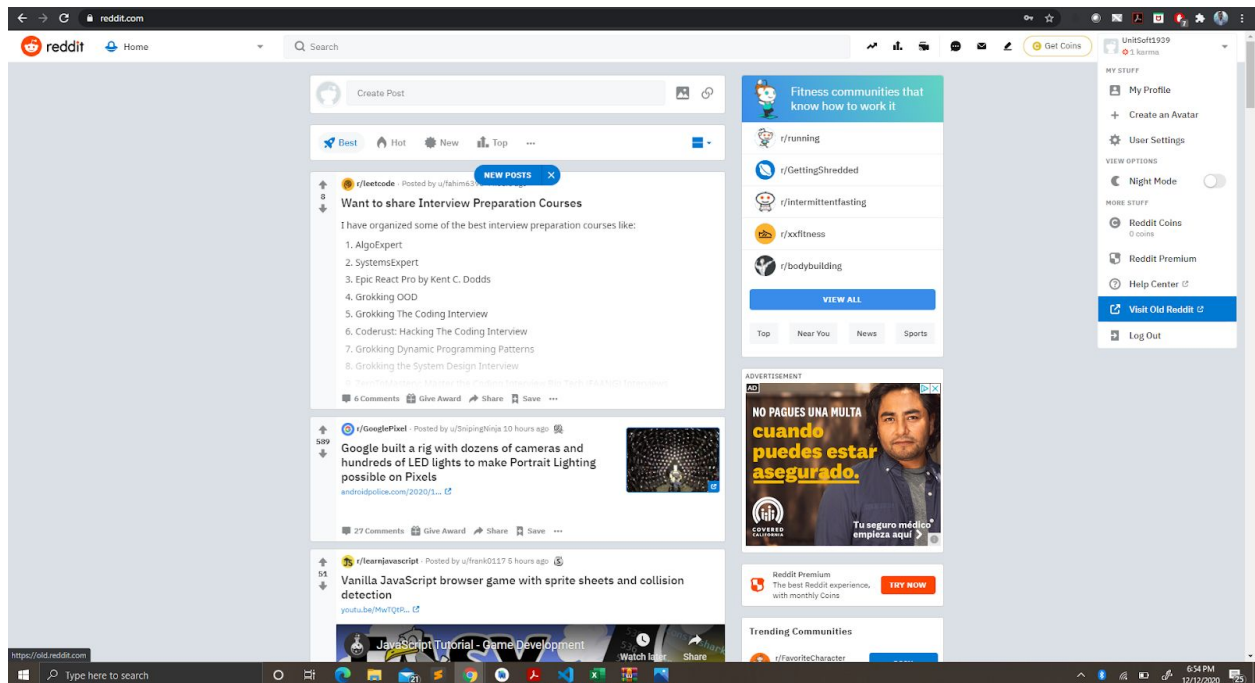 reddit.com
reddit
Home
Search
Get Coins
UnitSoft1939
1 karma
MY STUFF
My Profile
Create an Avatar
User Settings
VIEW OPTIONS
Night Mode
MORE STUFF
Reddit Coins
0 coins
Reddit Premium
Help Center
Visit Old Reddit
Log Out
Create Post
Best
Hot
New
Top
NEW POSTS
8
r/leetcode · Posted by
Want to share Interview Preparation Courses
I have organized some of the best interview preparation courses like:
1. AlgoExpert
2. SystemsExpert
3. Epic React Pro by Kent C. Dodds
4. Grokking OOD
5. Grokking The Coding Interview
6. Coderust: Hacking The Coding Interview
7. Grokking Dynamic Programming Patterns
8. Grokking the System Design Interview
6 Comments Give Award Share Save
589
r/GooglePixel · Posted by u/SnipingNinja 10 hours ago
Google built a rig with dozens of cameras and
hundreds of LED lights to make Portrait Lighting
possible on Pixels
androidpolice.com/2020/1...
27 Comments Give Award Share Save
51
r/learnjavascript · Posted by u/frank0117 5 hours ago
Vanilla JavaScript browser game with sprite sheets and collision
detection
youtu.be/MwTQtP...
JavaScript Tutorial - Game Development
Watch later
Share
Fitness communities that
know how to work it
r/running
r/GettingShredded
r/intermittentfasting
r/xxfitness
r/bodybuilding
VIEW ALL
Top
Near You
News
Sports
ADVERTISEMENT
AD
NO PAGUES UNA MULTA
cuando
puedes estar
asegurado.
COVERED
CALIFORNIA
Tu seguro médico
empieza aquí
Reddit Premium
The best Reddit experience,
with monthly Coins
TRY NOW
Trending Communities
r/FavoriteCharacter
https://old.reddit.com
Type here to search
21
6:54 PM
12/12/2020
25